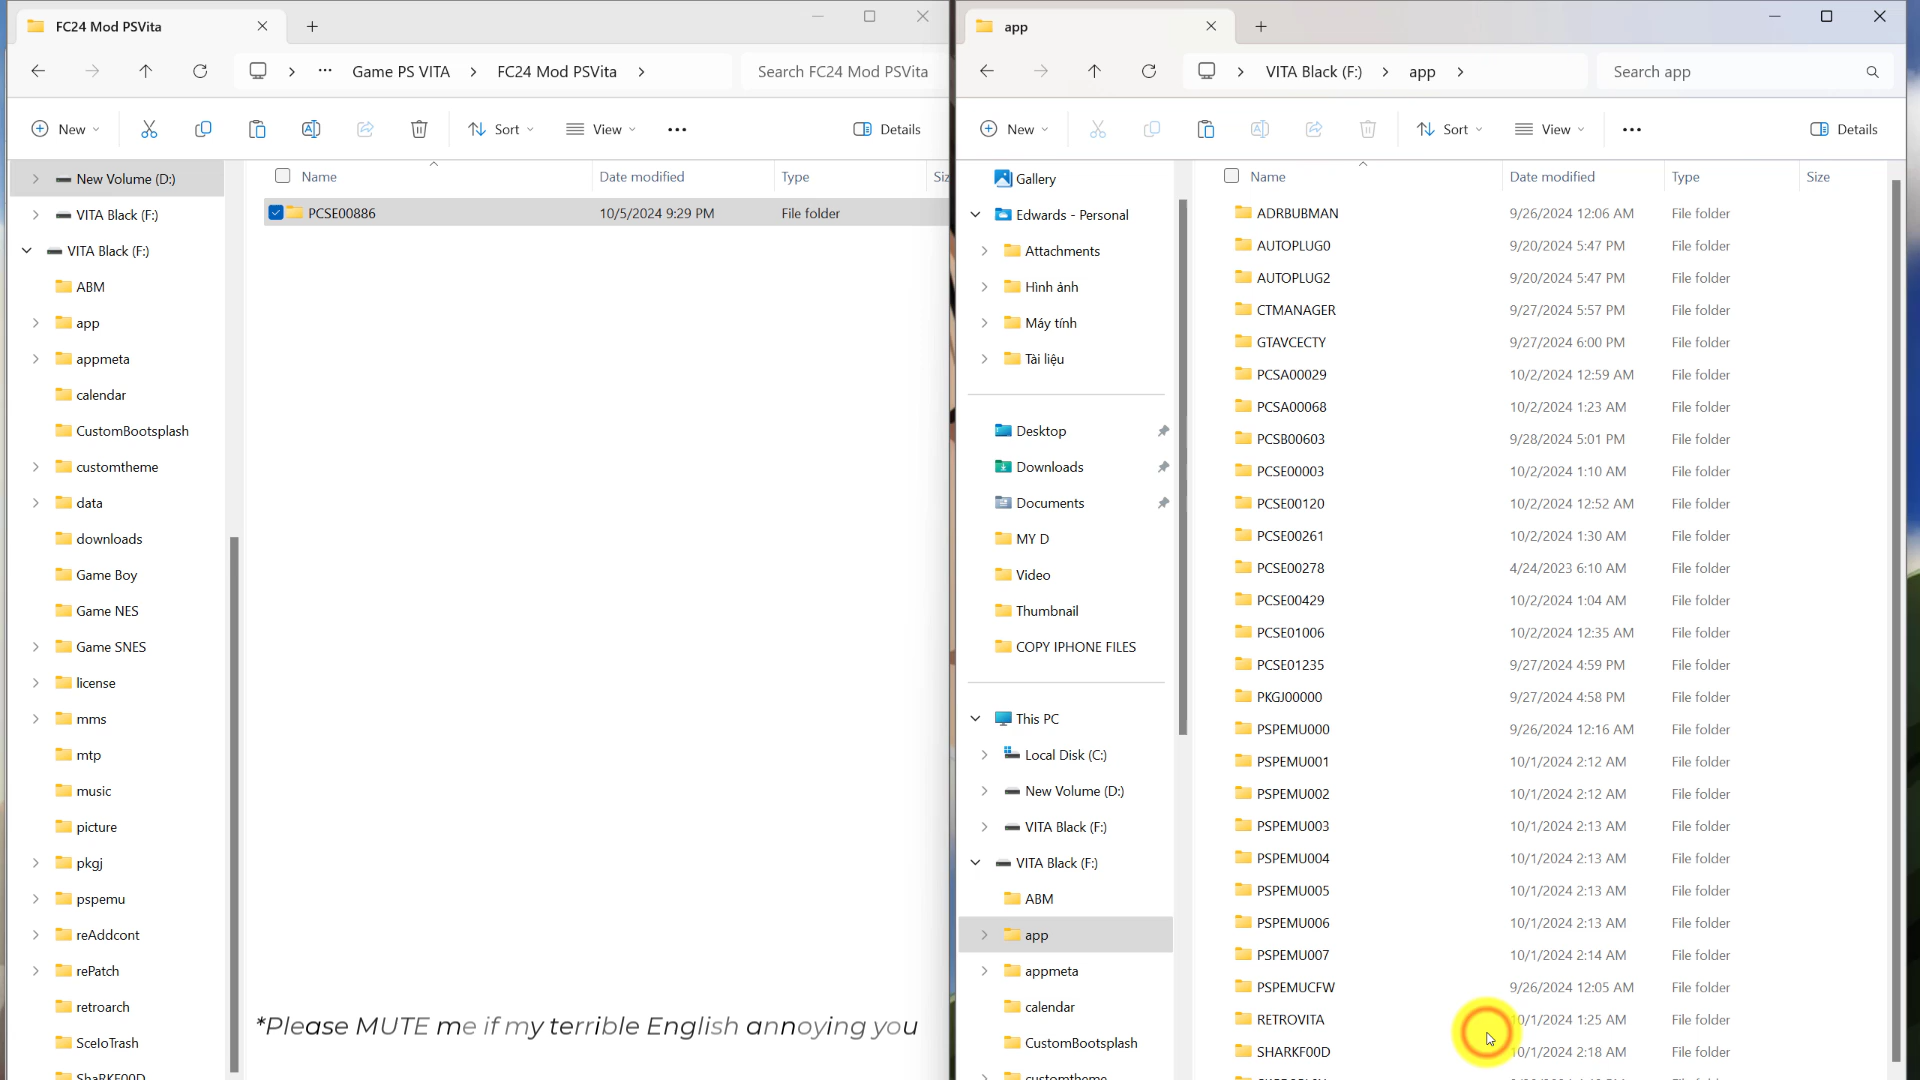 FC24 Mod PSVita
Game PS VITA
FC24 Mod PSVita
Search FC24 Mod PSVita
New
Sort
View
Details
Name
Date modified
Type
PCSE00886
10/5/2024 9:29 PM
File folder
New Volume (D:)
VITA Black (F:)
VITA Black (F:)
ABM
app
appmeta
calendar
CustomBootsplash
customtheme
data
downloads
Game Boy
Game NES
Game SNES
license
mms
mtp
music
picture
pkgj
pspemu
reAddcont
rePatch
retroarch
SceIoTrash
ShaRKF00D
*Please MUTE me if my terrible English annoying you
app
VITA Black (F:)
app
Search app
New
Sort
View
Details
Gallery
Edwards - Personal
Attachments
Hình ảnh
Máy tính
Tài liệu
Desktop
Downloads
Documents
MY D
Video
Thumbnail
COPY IPHONE FILES
This PC
Local Disk (C:)
New Volume (D:)
VITA Black (F:)
VITA Black (F:)
ABM
app
appmeta
calendar
CustomBootsplash
customtheme
Name Date modified Type Size
ADRBUBMAN 9/26/2024 12:06 AM File folder
AUTOPLUG0 9/20/2024 5:47 PM File folder
AUTOPLUG2 9/20/2024 5:47 PM File folder
CTMANAGER 9/27/2024 5:57 PM File folder
GTAVCECTY 9/27/2024 6:00 PM File folder
PCSA00029 10/2/2024 12:59 AM File folder
PCSA00068 10/2/2024 1:23 AM File folder
PCSB00603 9/28/2024 5:01 PM File folder
PCSE00003 10/2/2024 1:10 AM File folder
PCSE00120 10/2/2024 12:52 AM File folder
PCSE00261 10/2/2024 1:30 AM File folder
PCSE00278 4/24/2023 6:10 AM File folder
PCSE00429 10/2/2024 1:04 AM File folder
PCSE01006 10/2/2024 12:35 AM File folder
PCSE01235 9/27/2024 4:59 PM File folder
PKGJ00000 9/27/2024 4:58 PM File folder
PSPEMU000 9/26/2024 12:16 AM File folder
PSPEMU001 10/1/2024 2:12 AM File folder
PSPEMU002 10/1/2024 2:12 AM File folder
PSPEMU003 10/1/2024 2:13 AM File folder
PSPEMU004 10/1/2024 2:13 AM File folder
PSPEMU005 10/1/2024 2:13 AM File folder
PSPEMU006 10/1/2024 2:13 AM File folder
PSPEMU007 10/1/2024 2:14 AM File folder
PSPEMUCFW 9/26/2024 12:05 AM File folder
RETROVITA 10/1/2024 1:25 AM File folder
SHARKF00D 10/1/2024 2:18 AM File folder